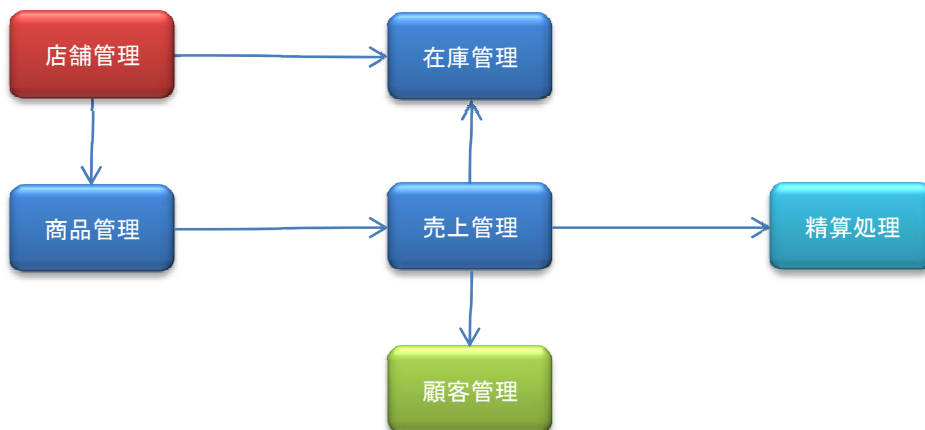 店舗管理
在庫管理
商品管理
売上管理
精算処理
顧客管理